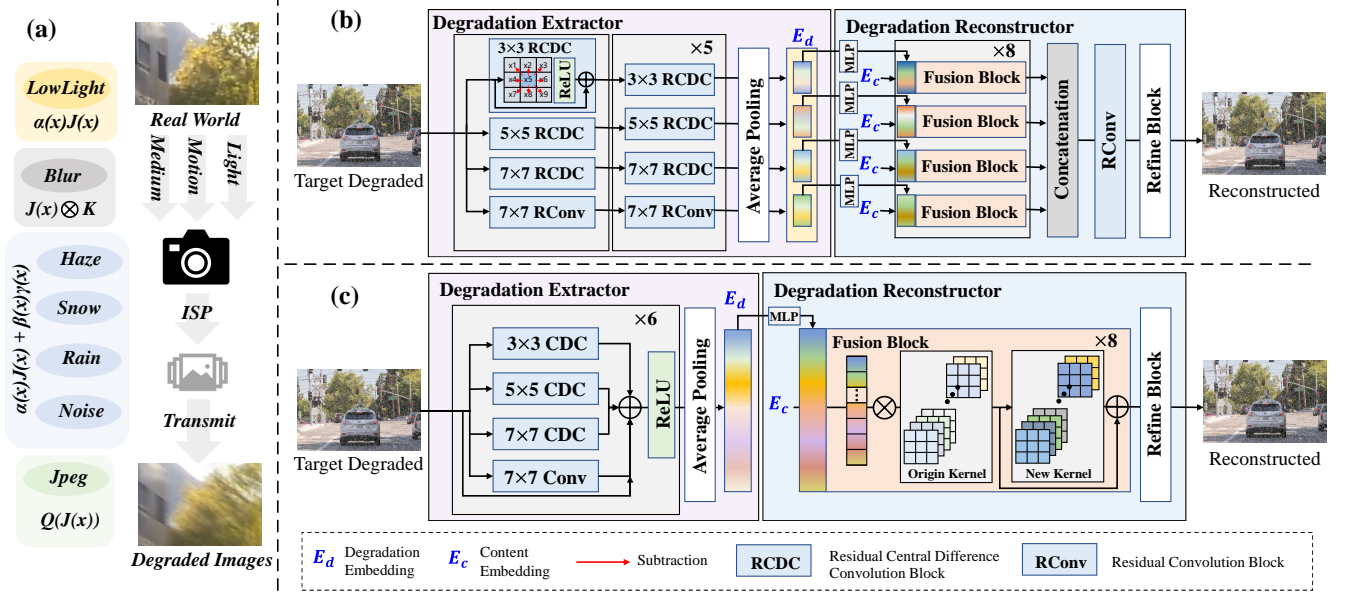 (a)
LowLight
α(x)J(x)
Blur
J(x) ⊗ K
Haze
Snow
Rain
Noise
α(x)J(x) + β(x)γ(x)
Jpeg
Q(J(x))
Real World
Medium
Motion
Light
ISP
Transmit
Degraded Images
(b)
Degradation Extractor
3×3 RCDC
x1 x2 x3
x4 x5 x6
x7 x8 x9
ReLU
5×5 RCDC
7×7 RCDC
7×7 RConv
×5
3×3 RCDC
5×5 RCDC
7×7 RCDC
7×7 RConv
Average Pooling
E_d
Target Degraded
Degradation Reconstructor
MLP
MLP
MLP
MLP
×8
E_c
Fusion Block
E_c
Fusion Block
E_c
Fusion Block
E_c
Fusion Block
Concatenation
RConv
Refine Block
Reconstructed
(c)
Degradation Extractor
×6
3×3 CDC
5×5 CDC
7×7 CDC
7×7 Conv
ReLU
Average Pooling
E_d
Target Degraded
Degradation Reconstructor
MLP
E_c
Fusion Block
×8
Origin Kernel
New Kernel
Refine Block
Reconstructed
E_d
Degradation
Embedding
E_c
Content
Embedding
Subtraction
RCDC
Residual Central Difference
Convolution Block
RConv
Residual Convolution Block